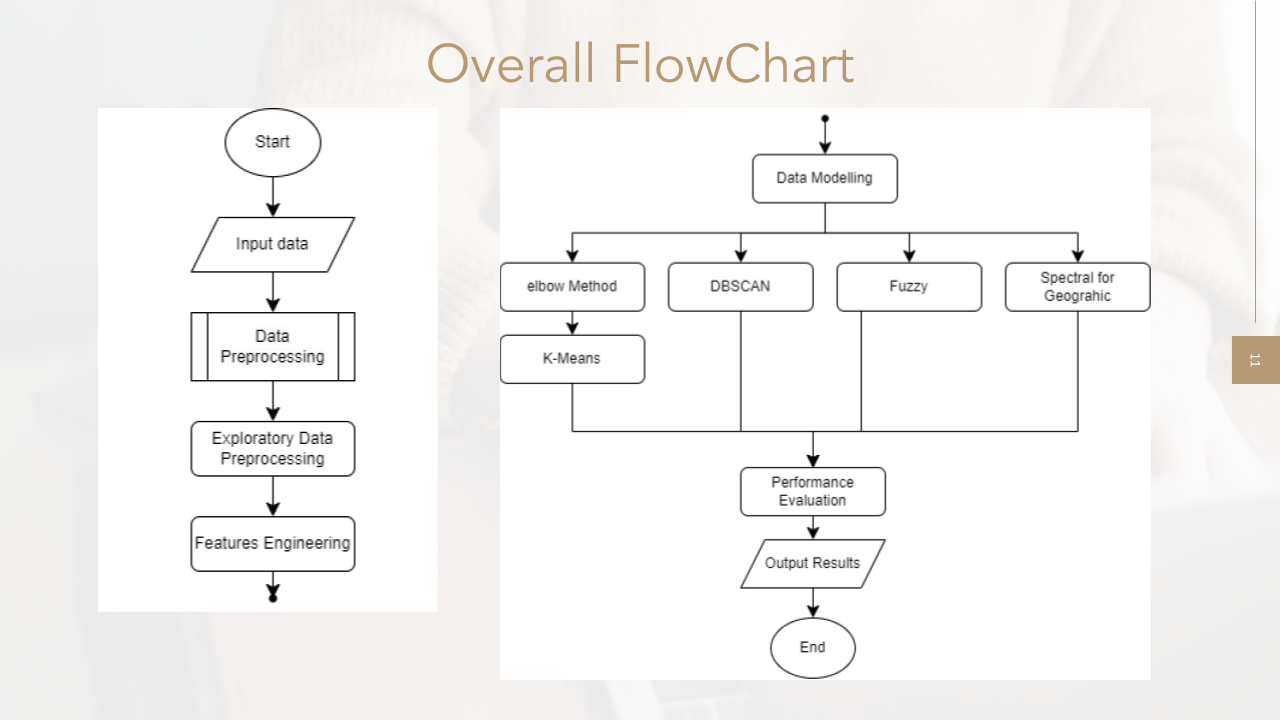 Overall FlowChart
Start
Input data
Data
Preprocessing
Exploratory Data
Preprocessing
Features Engineering
Data Modelling
elbow Method
DBSCAN
Fuzzy
Spectral for
Geograhic
K-Means
Performance
Evaluation
Output Results
End
11